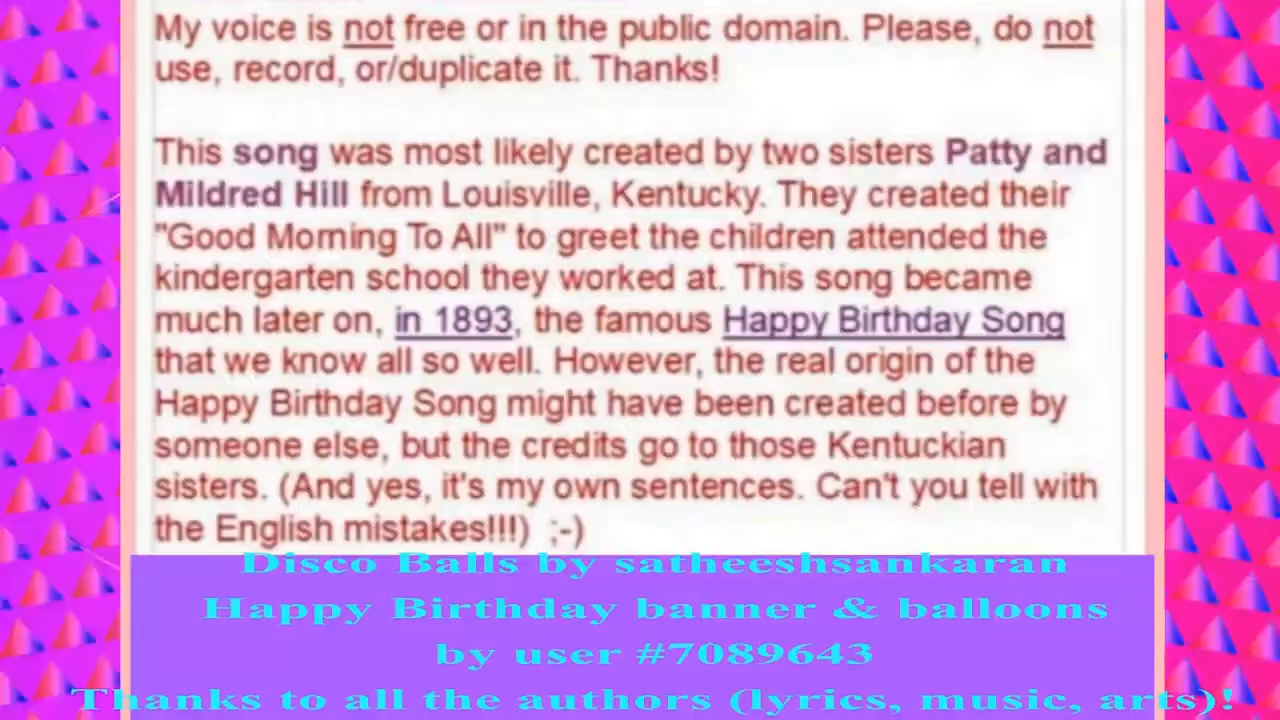 My voice is not free or in the public domain. Please, do not
use, record, or/duplicate it. Thanks!
This song was most likely created by two sisters Patty and
Mildred Hill from Louisville, Kentucky. They created their
"Good Morning To All" to greet the children attended the
kindergarten school they worked at. This song became
much later on, in 1893, the famous Happy Birthday Song
that we know all so well. However, the real origin of the
Happy Birthday Song might have been created before by
someone else, but the credits go to those Kentuckian
sisters. (And yes, it's my own sentences. Can't you tell with
the English mistakes!!!)  ;-)
Disco Balls by satheeshsankaran
Happy Birthday banner & balloons
by user #7089643
Thanks to all the authors (lyrics, music, arts)!